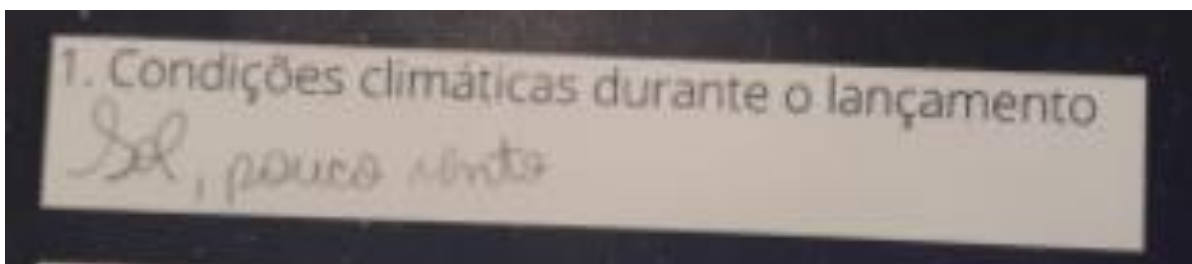 1. Condições climáticas durante o lançamento
Sol, pouco vento